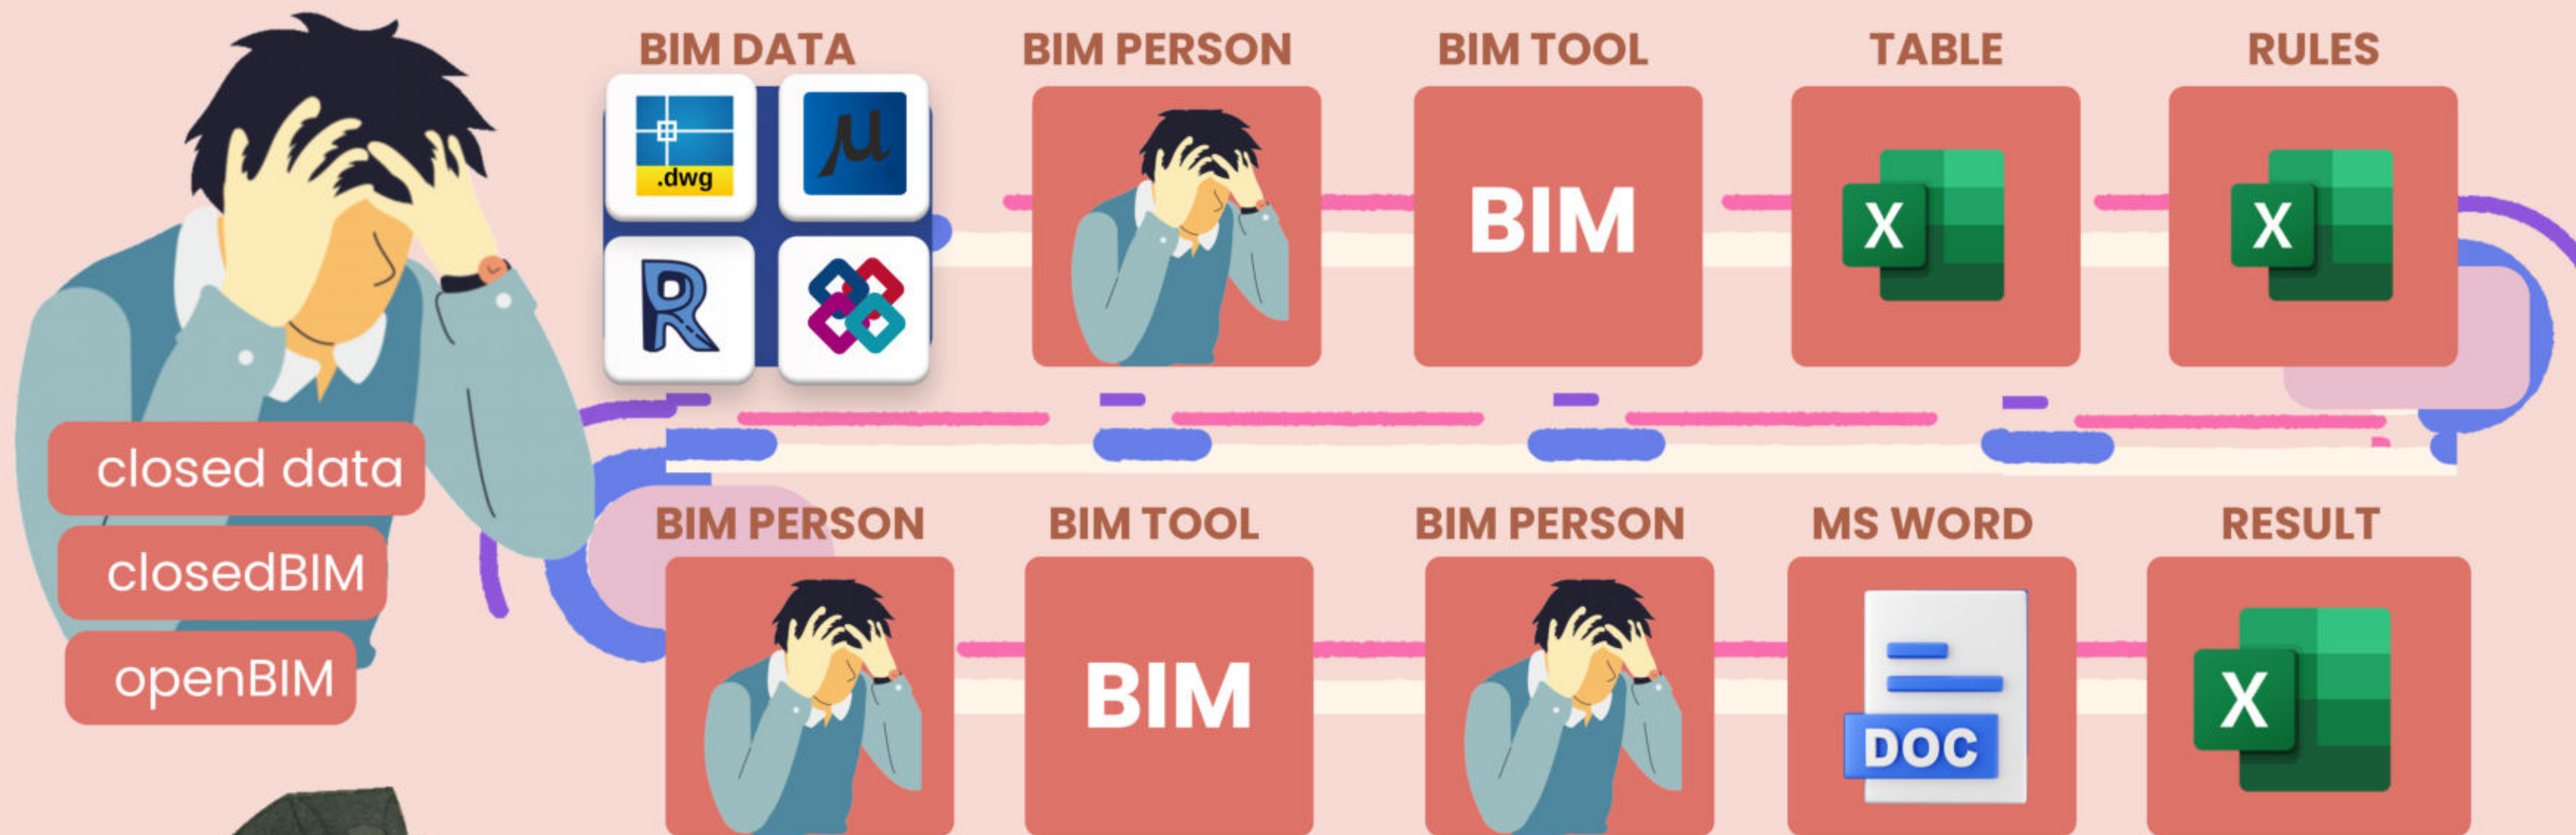 BIM DATA
BIM PERSON
BIM TOOL
TABLE
RULES
.dwg
µ
R
BIM
X
X
closed data
closedBIM
openBIM
BIM PERSON
BIM TOOL
BIM PERSON
MS WORD
RESULT
BIM
DOC
X